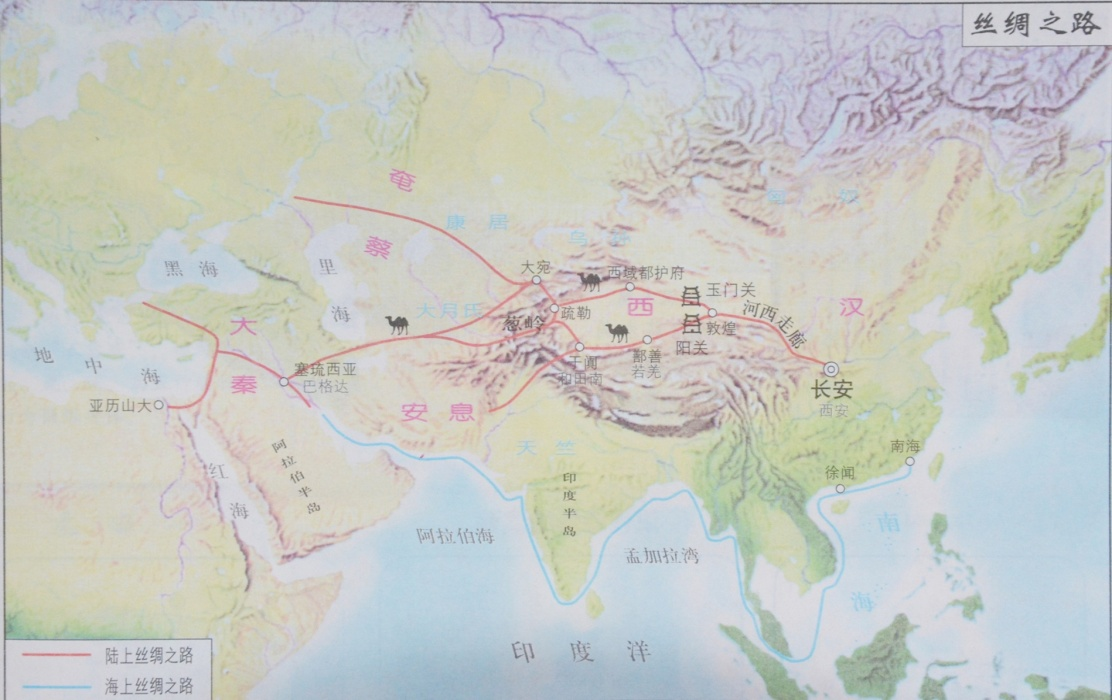 丝绸之路
奄
蔡
康居
乌孙
匈奴
黑海
里
海
大宛
西域都护府
玉门关
大月氏
葱岭
疏勒
西
河西走廊
汉
大
秦
地中海
敦煌
阳关
于阗
和田南
鄯善
若羌
塞琉西亚
巴格达
长安
西安
亚历山大
安息
天竺
阿拉伯半岛
印度半岛
红
海
南海
徐闻
阿拉伯海
孟加拉湾
南
海
印度洋
陆上丝绸之路
海上丝绸之路